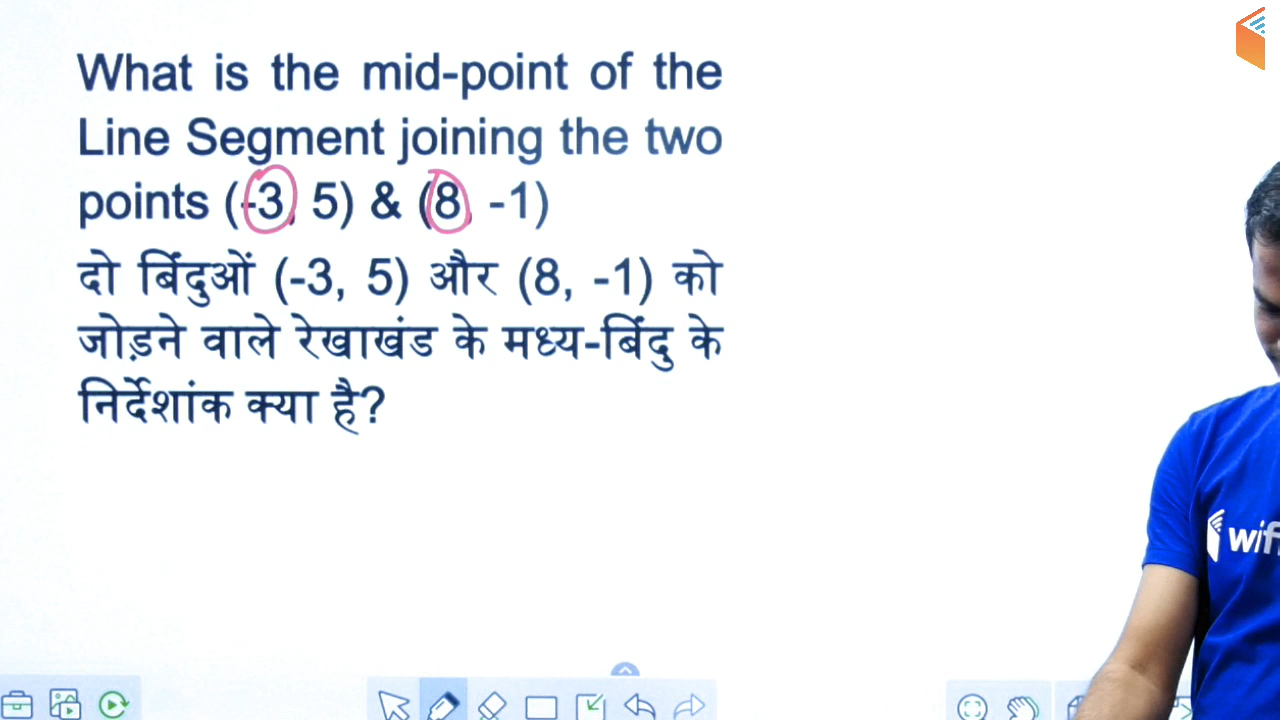 What is the mid-point of the
Line Segment joining the two
points (-3, 5) & (8, -1)
दो बिंदुओं (-3, 5) और (8, -1) को
जोड़ने वाले रेखाखंड के मध्य-बिंदु के
निर्देशांक क्या है?